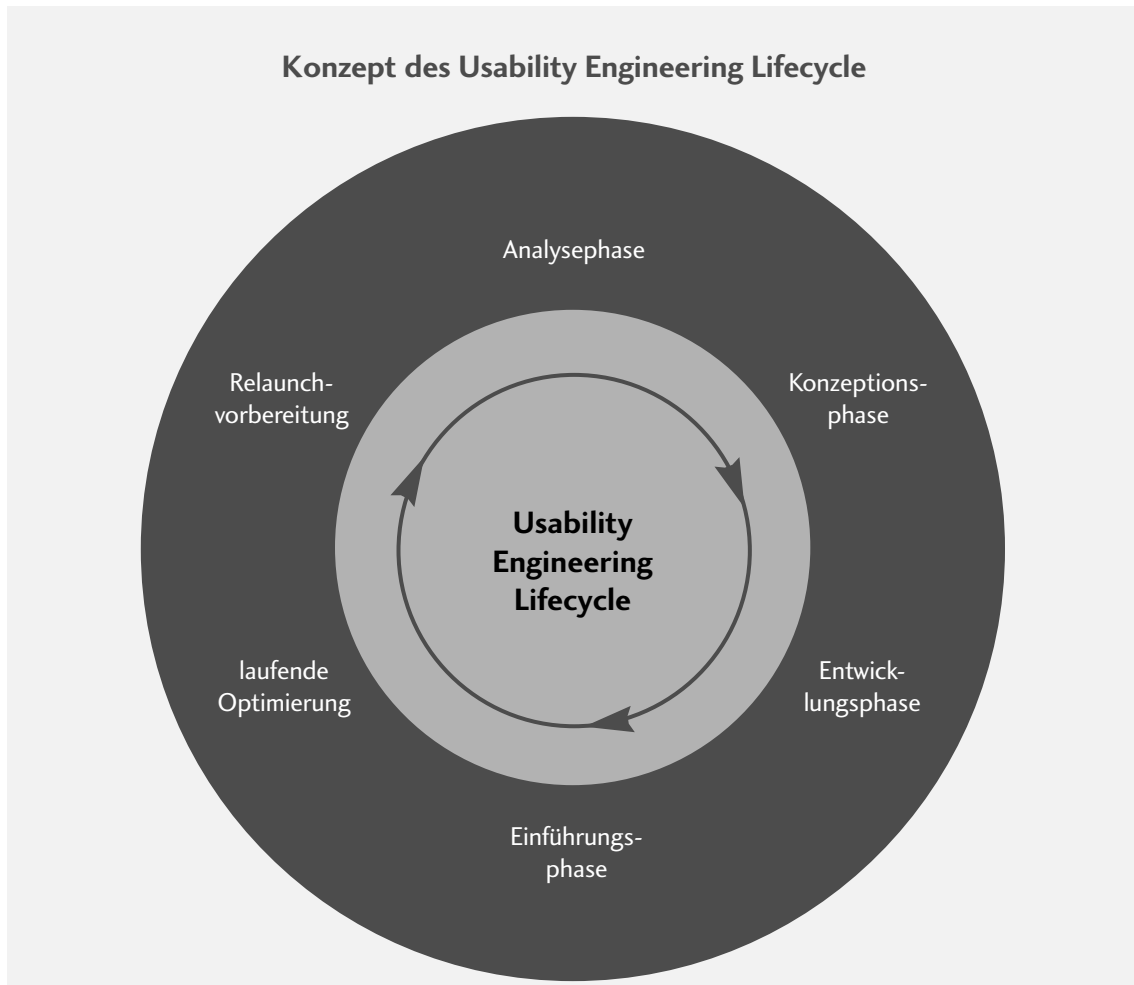 Konzept des Usability Engineering Lifecycle
Analysephase
Konzeptions-
phase
Entwick-
lungsphase
Einführungs-
phase
laufende
Optimierung
Relaunch-
vorbereitung
Usability
Engineering
Lifecycle